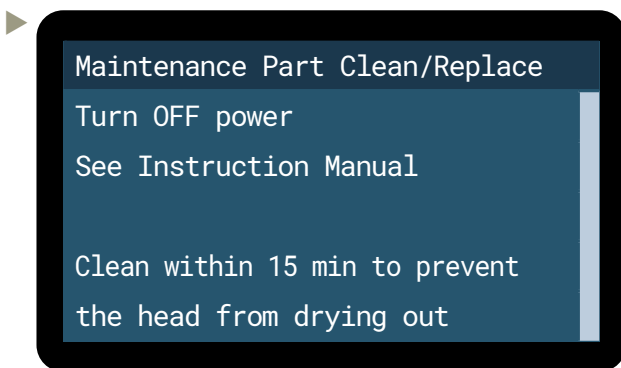 Maintenance Part Clean/Replace
Turn OFF power
See Instruction Manual
Clean within 15 min to prevent
the head from drying out